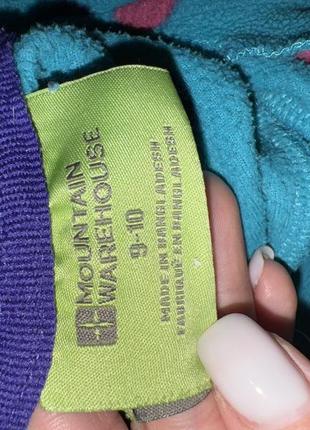 MOUNTAIN
WAREHOUSE
9-10
MADE IN BANGLADESH
FABRIQUÉ EN BANGLADESH